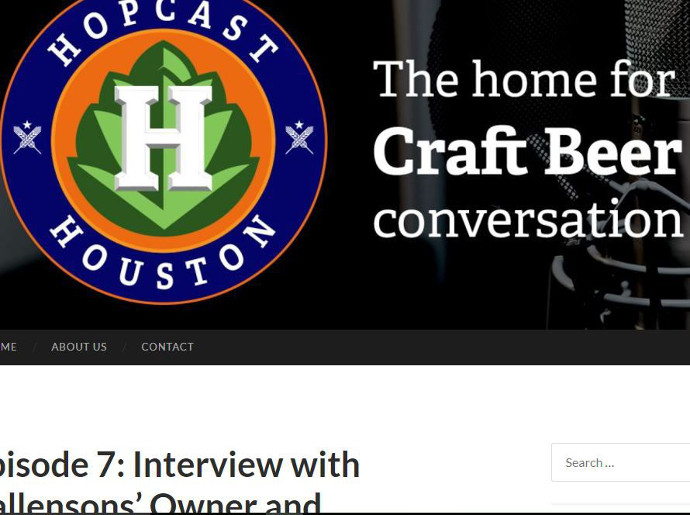 HOPCAST
H
HOUSTON
The home for
Craft Beer
conversation
ME / ABOUT US / CONTACT
pisode 7: Interview with
Search ...
allensons’ Owner and